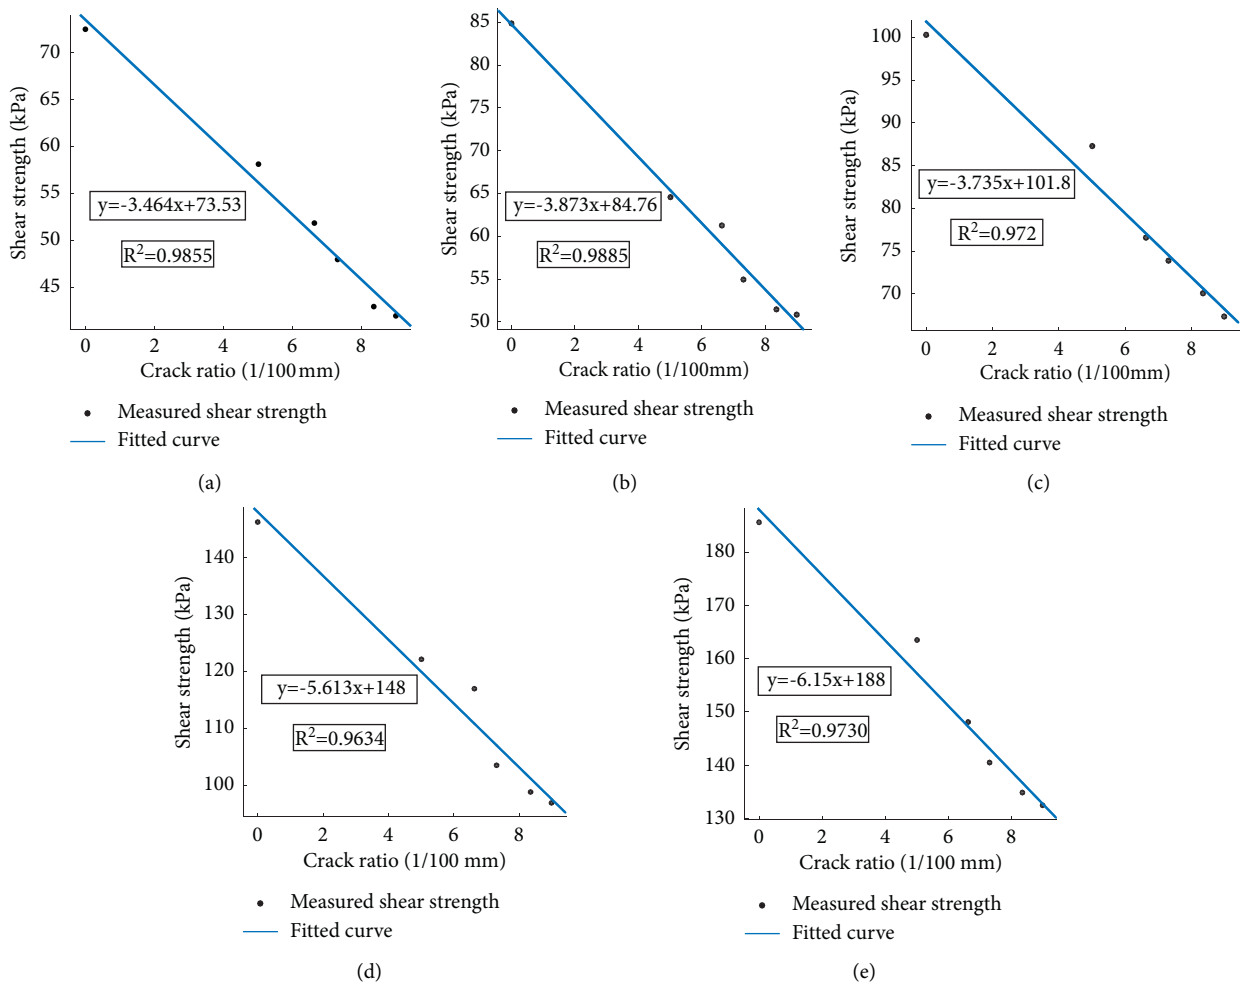 Shear strength (kPa)
70
65
60
55
50
45
y=-3.464x+73.53
R²=0.9855
0 2 4 6 8
Crack ratio (1/100 mm)
Measured shear strength
Fitted curve
(a)
Shear strength (kPa)
85
80
75
70
65
60
55
50
y=-3.873x+84.76
R²=0.9885
0 2 4 6 8
Crack ratio (1/100mm)
Measured shear strength
Fitted curve
(b)
Shear strength (kPa)
100
95
90
85
80
75
70
y=-3.735x+101.8
R²=0.972
0 2 4 6 8
Crack ratio (1/100mm)
Measured shear strength
Fitted curve
(c)
Shear strength (kPa)
140
130
120
110
100
y=-5.613x+148
R²=0.9634
0 2 4 6 8
Crack ratio (1/100 mm)
Measured shear strength
Fitted curve
(d)
Shear strength (kPa)
180
170
160
150
140
130
y=-6.15x+188
R²=0.9730
0 2 4 6 8
Crack ratio (1/100 mm)
Measured shear strength
Fitted curve
(e)